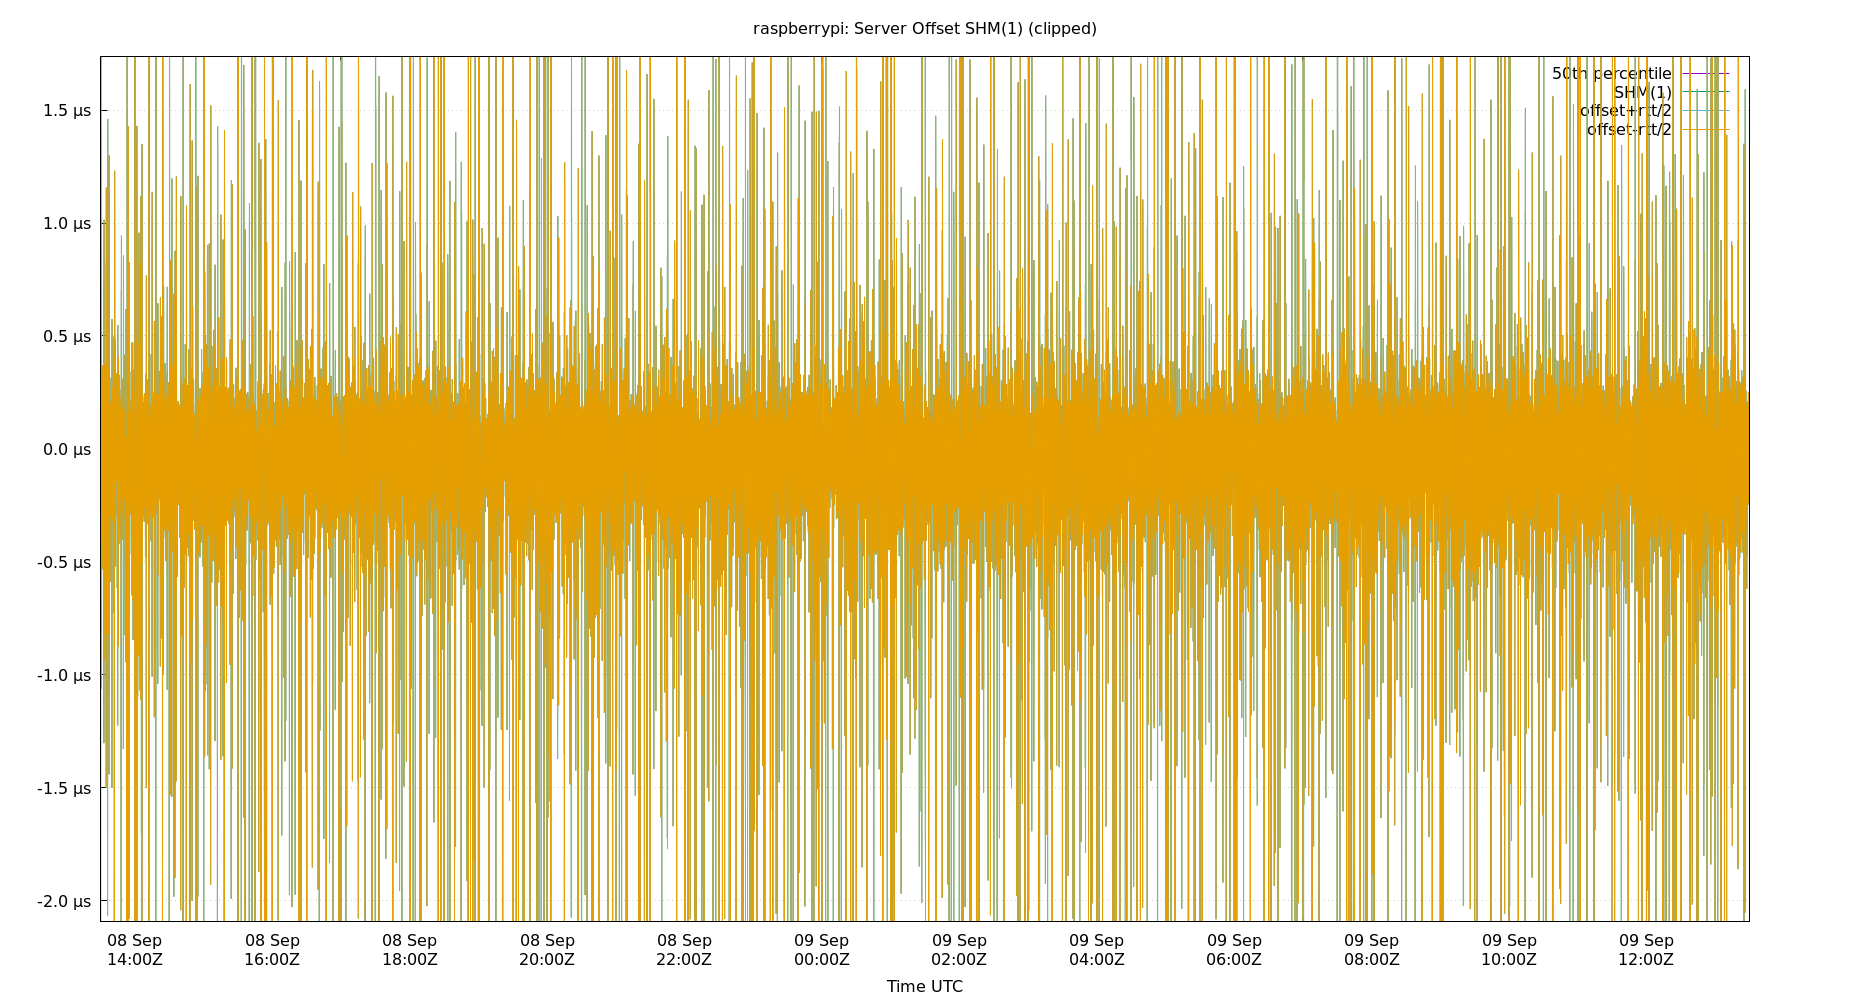 raspberrypi: Server Offset SHM(1) (clipped)
50th percentile
SHM(1)
offset+rtt/2
offset-rtt/2
1.5 µs
1.0 µs
0.5 µs
0.0 µs
-0.5 µs
-1.0 µs
-1.5 µs
-2.0 µs
08 Sep 08 Sep 08 Sep 08 Sep 08 Sep 09 Sep 09 Sep 09 Sep 09 Sep 09 Sep 09 Sep 09 Sep
14:00Z 16:00Z 18:00Z 20:00Z 22:00Z 00:00Z 02:00Z 04:00Z 06:00Z 08:00Z 10:00Z 12:00Z
Time UTC